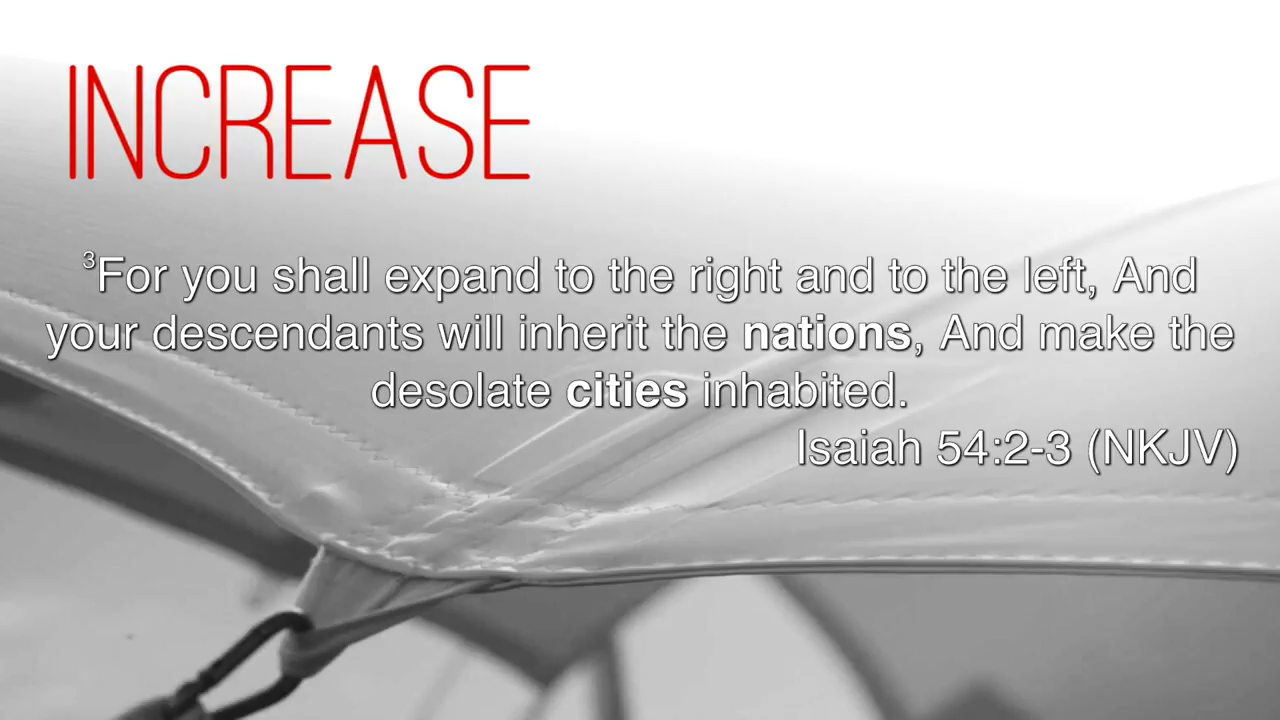 INCREASE
³For you shall expand to the right and to the left, And
your descendants will inherit the nations, And make the
desolate cities inhabited.
Isaiah 54:2-3 (NKJV)